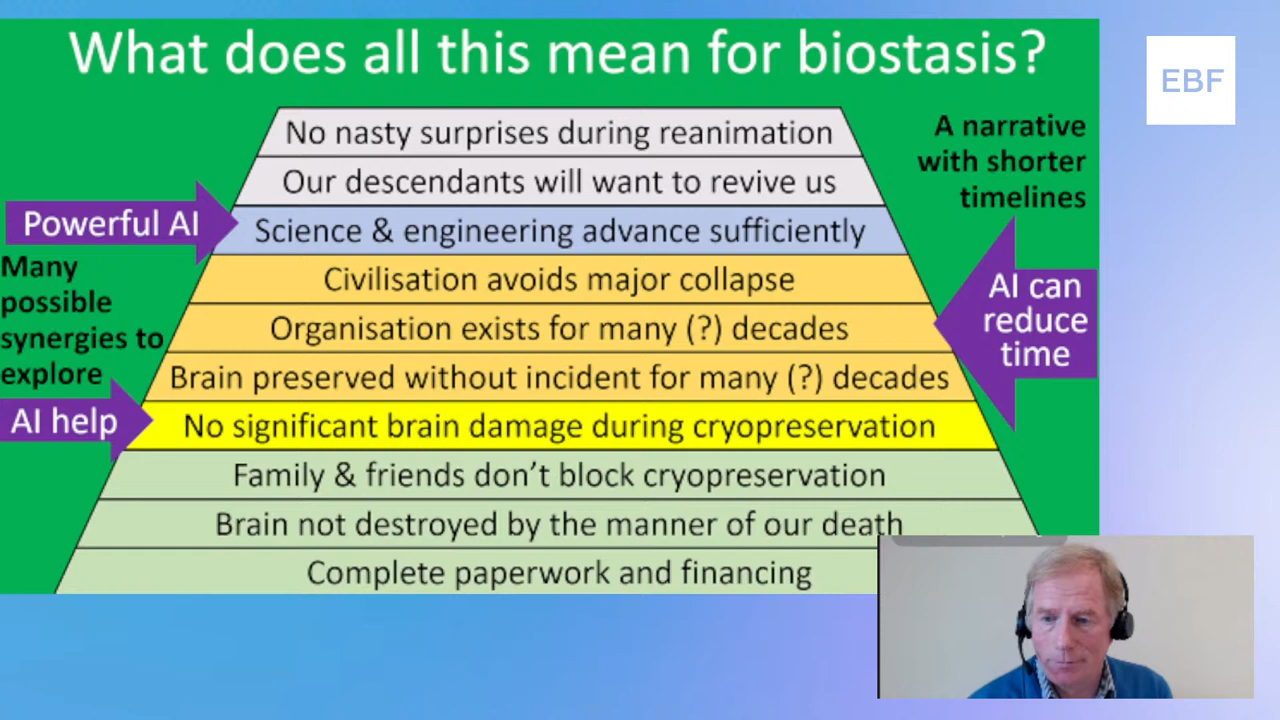 What does all this mean for biostasis?
EBF
No nasty surprises during reanimation
Our descendants will want to revive us
Science & engineering advance sufficiently
Civilisation avoids major collapse
Organisation exists for many (?) decades
Brain preserved without incident for many (?) decades
No significant brain damage during cryopreservation
Family & friends don’t block cryopreservation
Brain not destroyed by the manner of our death
Complete paperwork and financing
Powerful AI
Many
possible
synergies to
explore
AI help
A narrative
with shorter
timelines
AI can
reduce
time